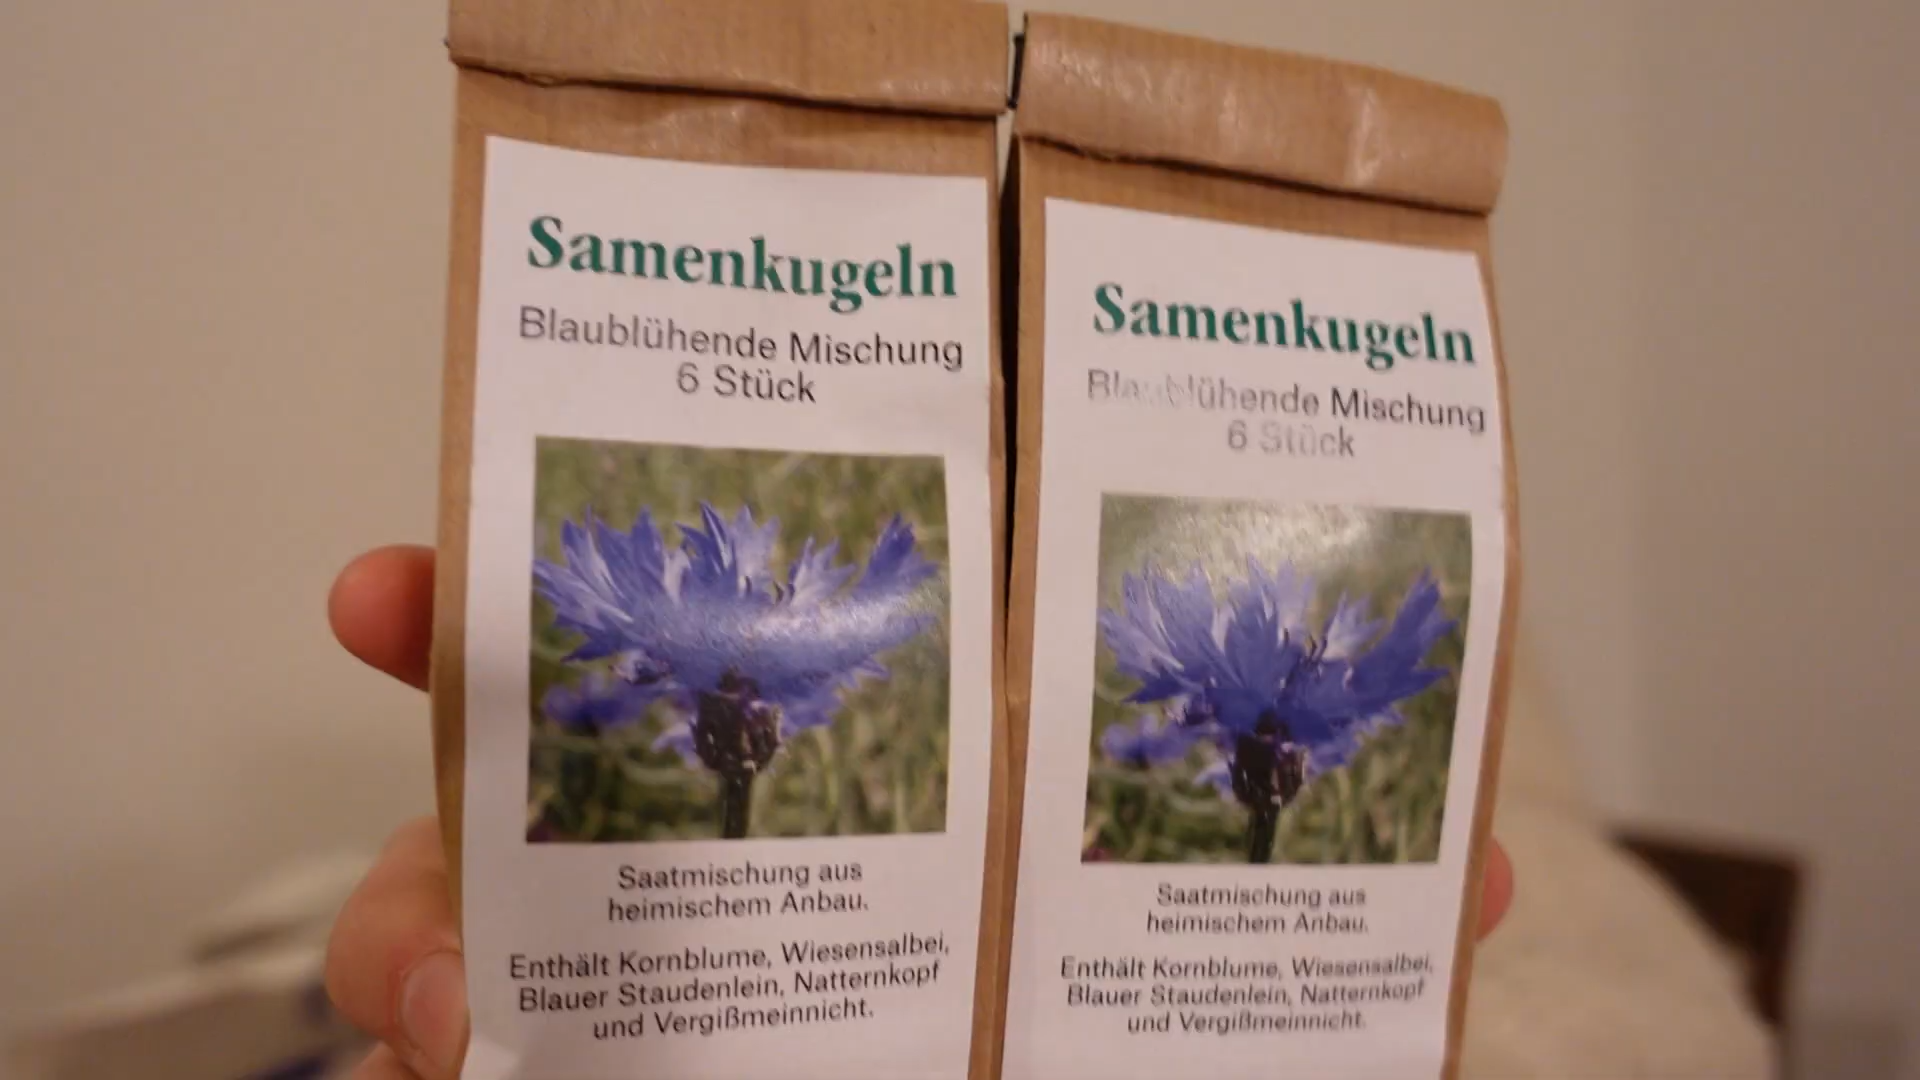 Samenkugeln
Blaublühende Mischung
6 Stück
Saatmischung aus
heimischem Anbau.
Enthält Kornblume, Wiesensalbei,
Blauer Staudenlein, Natternkopf
und Vergißmeinnicht.
Samenkugeln
Blaublühende Mischung
6 Stück
Saatmischung aus
heimischem Anbau.
Enthält Kornblume, Wiesensalbei,
Blauer Staudenlein, Natternkopf
und Vergißmeinnicht.